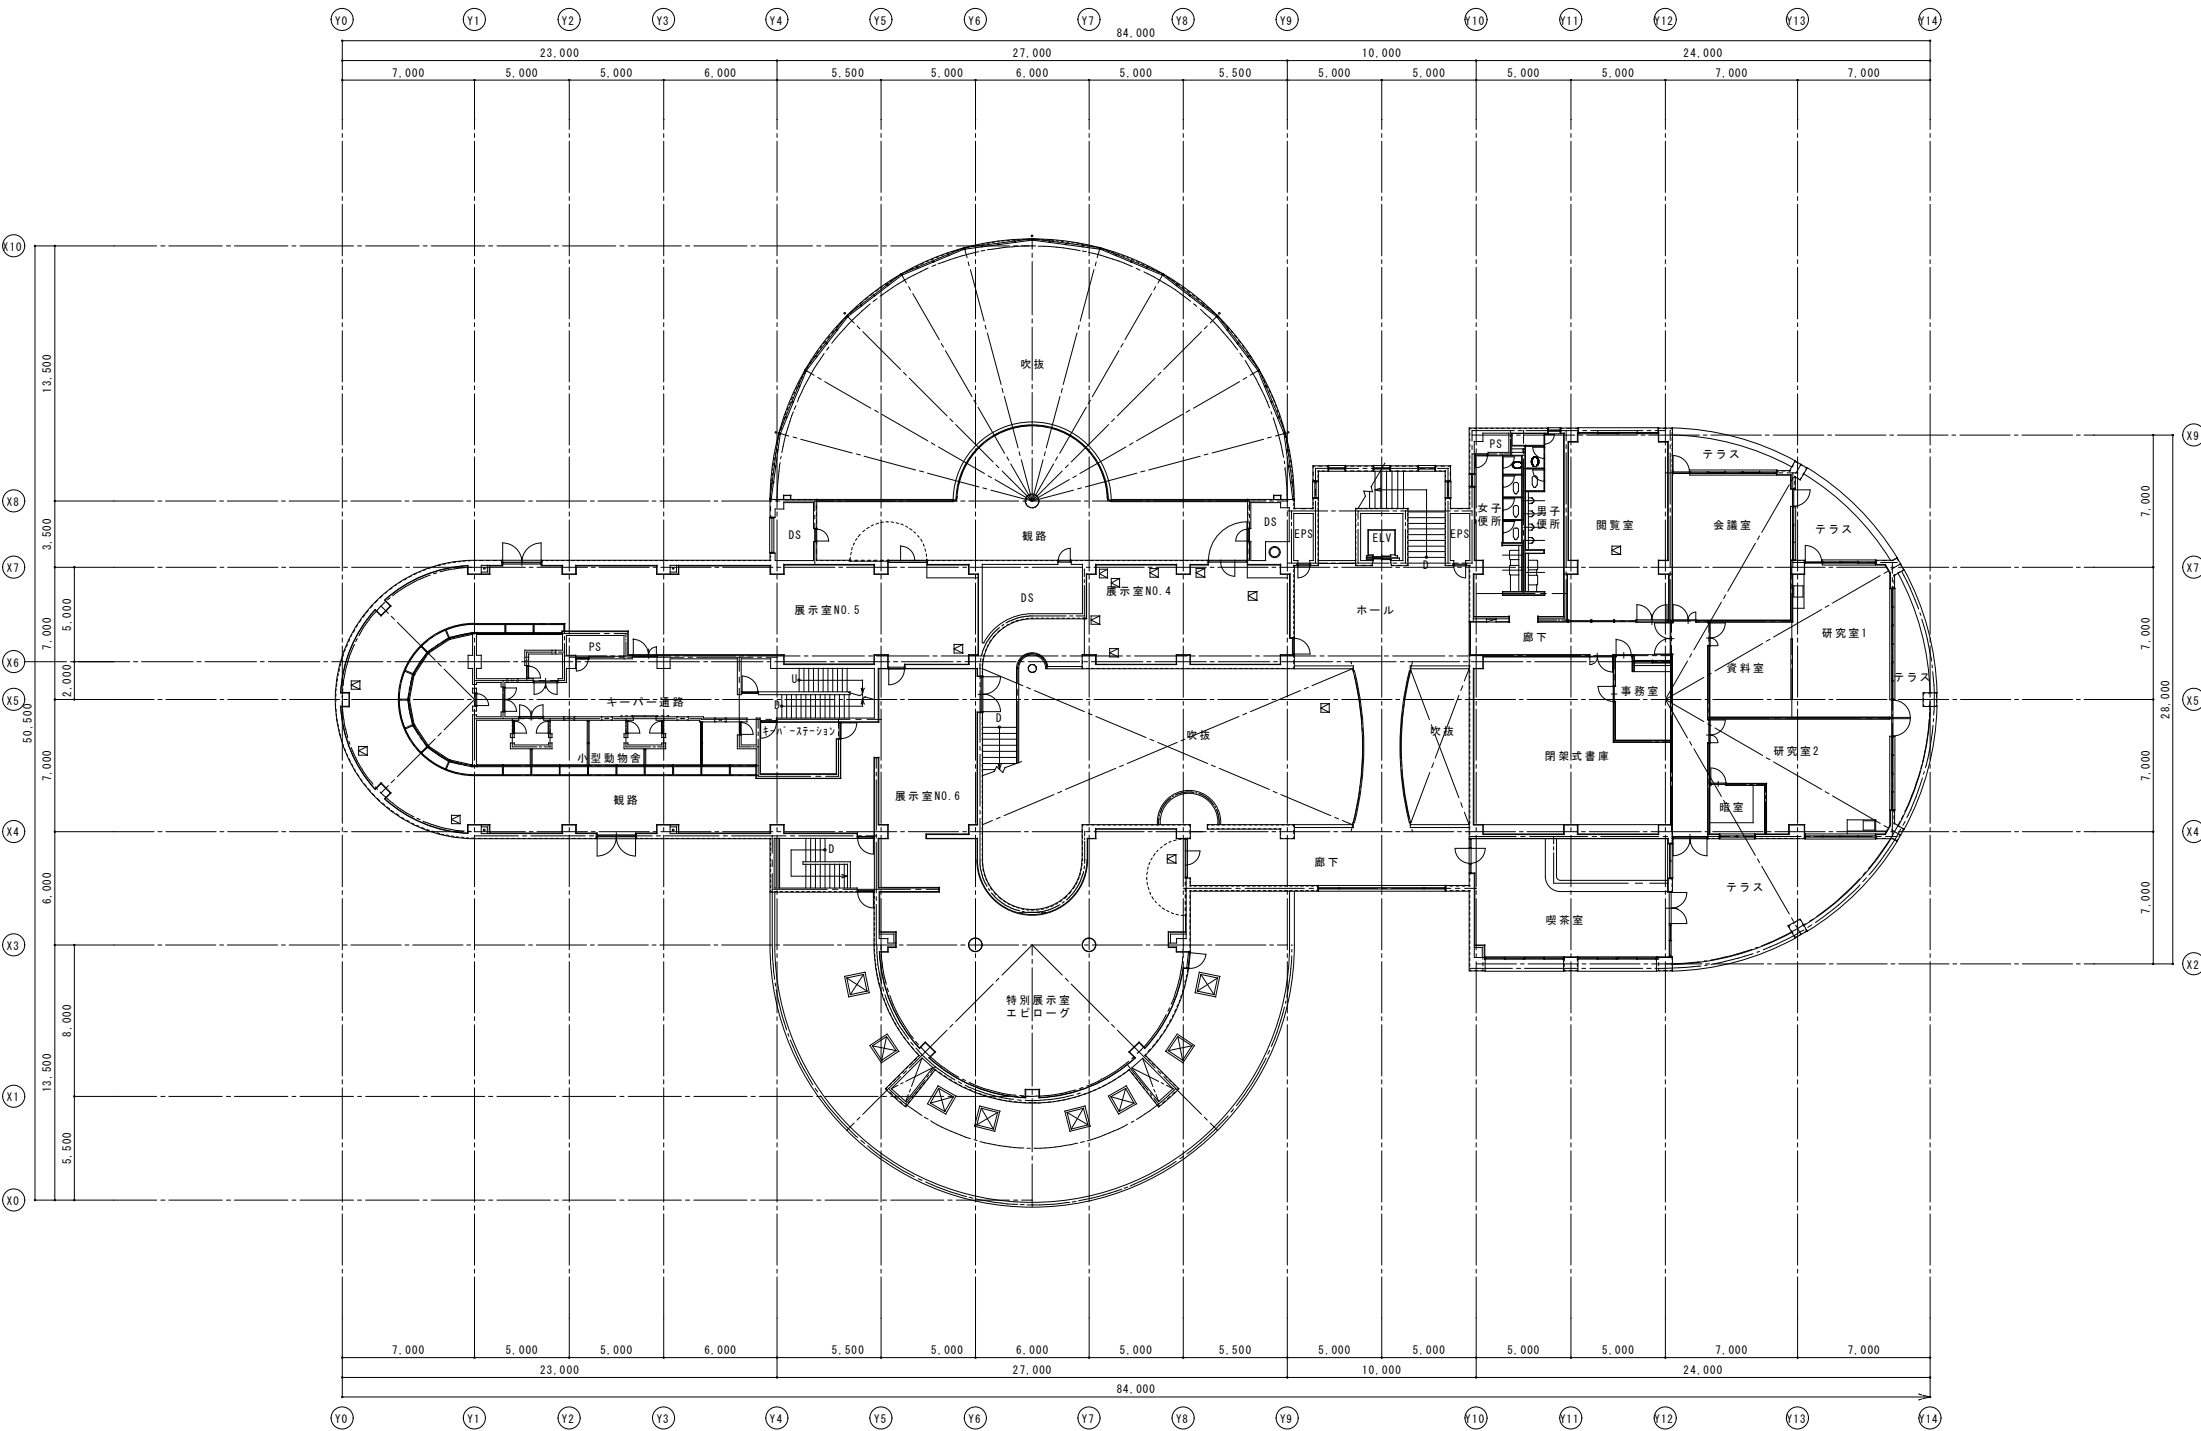 Y0 Y1 Y2 Y3 Y4 Y5 Y6 Y7 Y8 Y9 Y10 Y11 Y12 Y13 Y14
84,000
23,000 27,000 10,000 24,000
7,000 5,000 5,000 6,000 5,500 5,000 6,000 5,000 5,500 5,000 5,000 5,000 5,000 7,000 7,000
X10
X8
X7
X6
X5
X4
X3
X1
X0
50,500
13,500
3,500
7,000
7,000
6,000
13,500
5,000
2,000
8,000
5,500
吹抜
DS
観路
DS
EPS
ELV
EPS
D
PS
女子
便所
男子
便所
閲覧室
テラス
会議室
テラス
展示室NO.5
DS
展示室NO.4
ホール
廊下
研究室1
資料室
テラス
PS
キーパー通路
U
D
キーパーステーション
小型動物舎
観路
展示室NO.6
D
吹抜
吹抜
事務室
閉架式書庫
研究室2
暗室
D
廊下
喫茶室
テラス
特別展示室
エピローグ
X9
X7
X6
X5
X4
X2
7,000
7,000
7,000
7,000
28,000
7,000 5,000 5,000 6,000 5,500 5,000 6,000 5,000 5,500 5,000 5,000 5,000 5,000 7,000 7,000
23,000 27,000 10,000 24,000
84,000
Y0 Y1 Y2 Y3 Y4 Y5 Y6 Y7 Y8 Y9 Y10 Y11 Y12 Y13 Y14